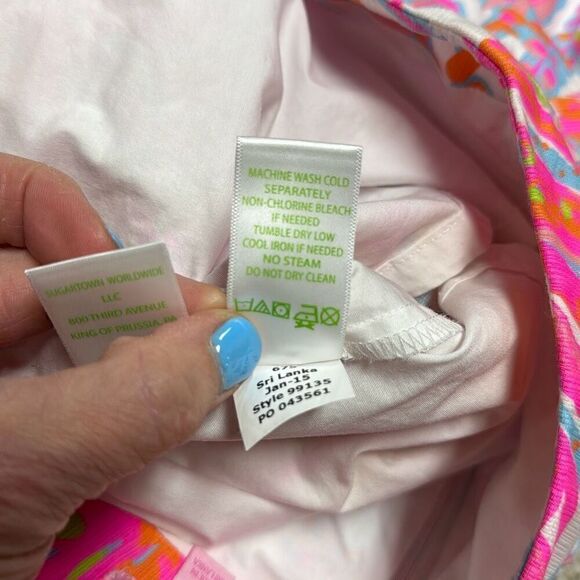 MACHINE WASH COLD
SEPARATELY
NON-CHLORINE BLEACH
IF NEEDED
TUMBLE DRY LOW
COOL IRON IF NEEDED
NO STEAM
DO NOT DRY CLEAN
SUGARTOWN WORLDWIDE
LLC
800 THIRD AVENUE
KING OF PRUSSIA, PA
Sri Lanka
Jan-15
Style 99135
PO 043561